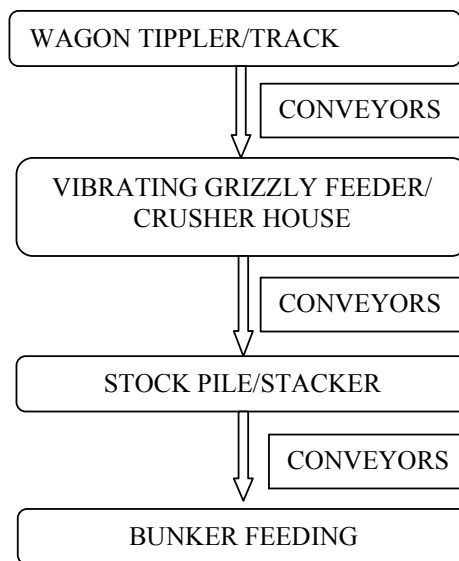 WAGON TIPPLER/TRACK
CONVEYORS
VIBRATING GRIZZLY FEEDER/
CRUSHER HOUSE
CONVEYORS
STOCK PILE/STACKER
CONVEYORS
BUNKER FEEDING